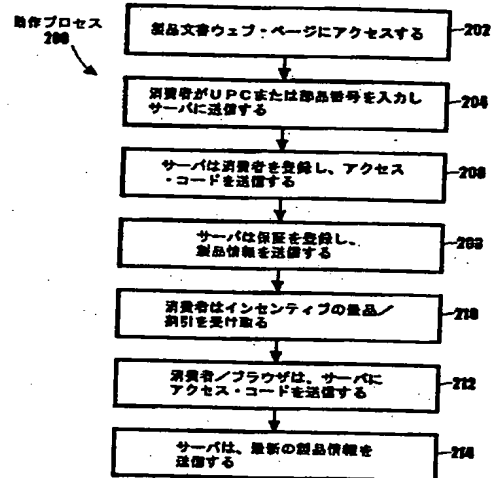 動作プロセス
200
製品文書ウェブ・ページにアクセスする
202
消費者がUPCまたは部品番号を入力し
サーバに送信する
204
サーバは消費者を登録し、アクセス
・コードを送信する
サーバは保証を登録し、
製品情報を送信する
消費者はインセンティブの景品／
割引を受け取る
210
消費者／ブラウザは、サーバに
アクセス・コードを送信する
212
サーバは、最新の製品情報を
送信する
214